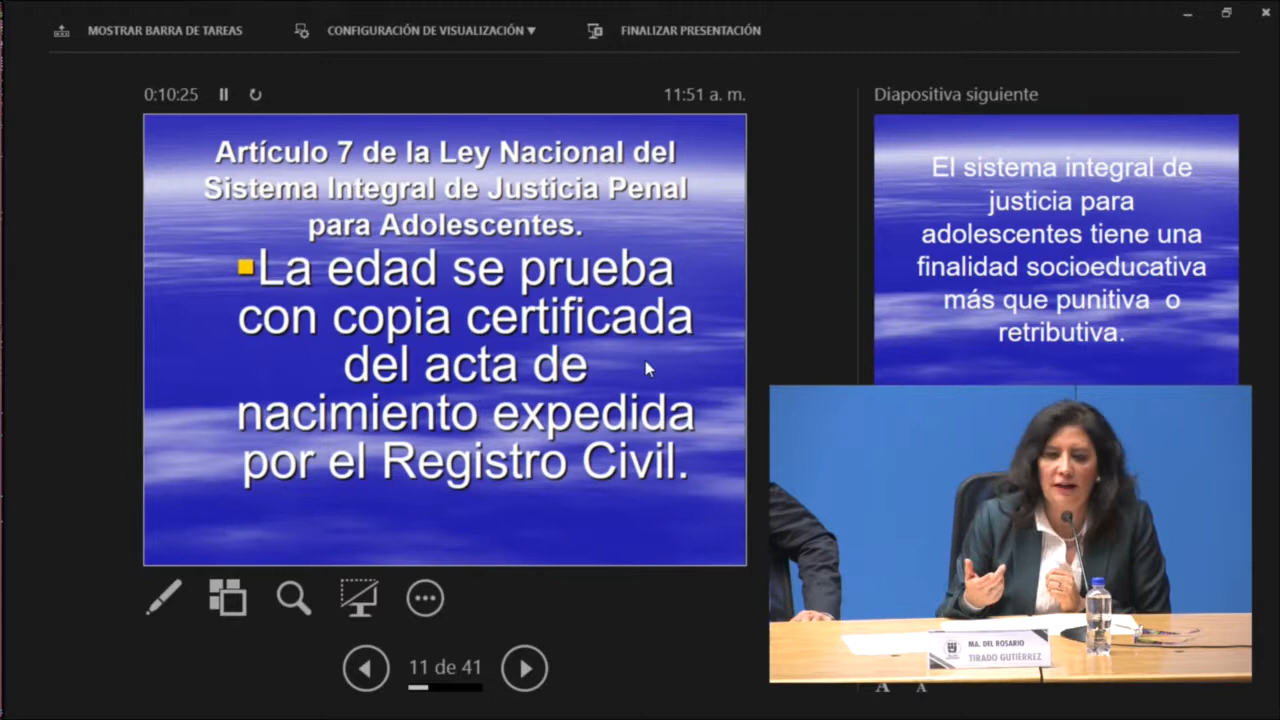 MOSTRAR BARRA DE TAREAS
CONFIGURACIÓN DE VISUALIZACIÓN
FINALIZAR PRESENTACIÓN
0:10:25
11:51 a. m.
Diapositiva siguiente
Artículo 7 de la Ley Nacional del
Sistema Integral de Justicia Penal
para Adolescentes.
La edad se prueba
con copia certificada
del acta de
nacimiento expedida
por el Registro Civil.
El sistema integral de
justicia para
adolescentes tiene una
finalidad socioeducativa
más que punitiva o
retributiva.
11 de 41
MA. DEL ROSARIO
TIRADO GUTIÉRREZ
A A